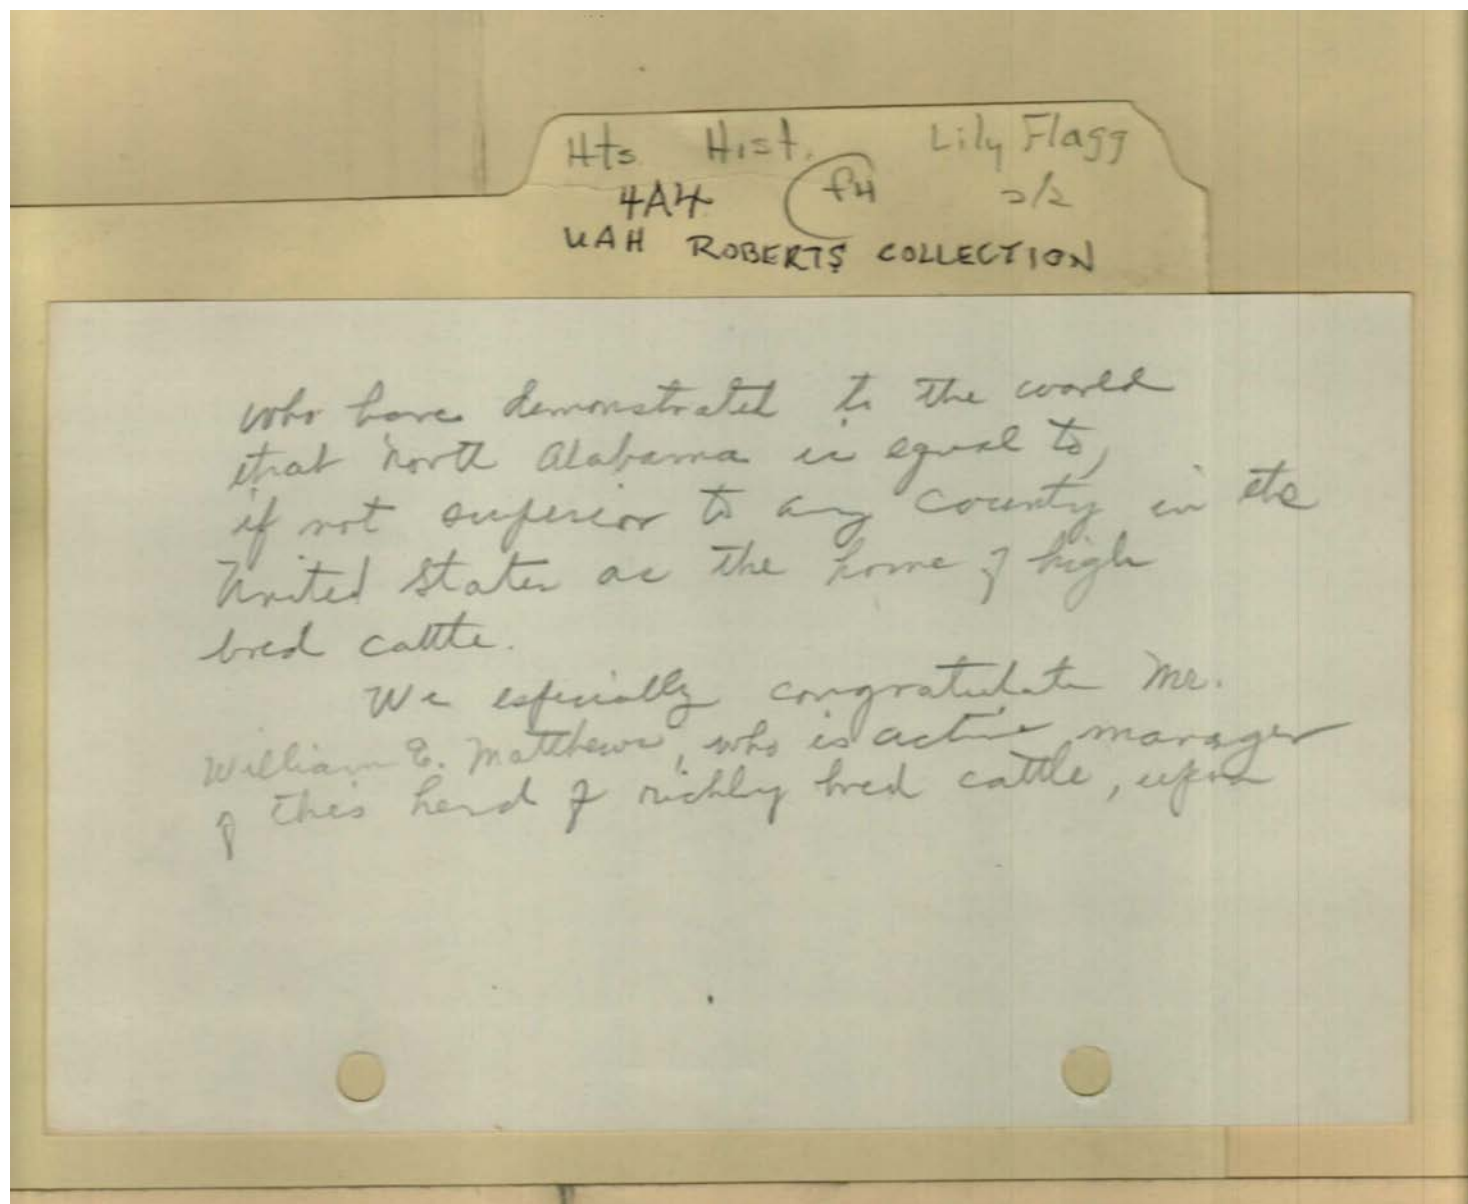 Hts Hist. Lily Flagg
4A4 f4 2/2
UAH ROBERTS COLLECTION
who have demonstrated to the world
that North Alabama is equal to,
if not superior to any county in the
United States as the home of high
bred cattle.
We especially congratulate Mr.
William E. Matthews, who is active manager
of this herd of richly bred cattle, upon